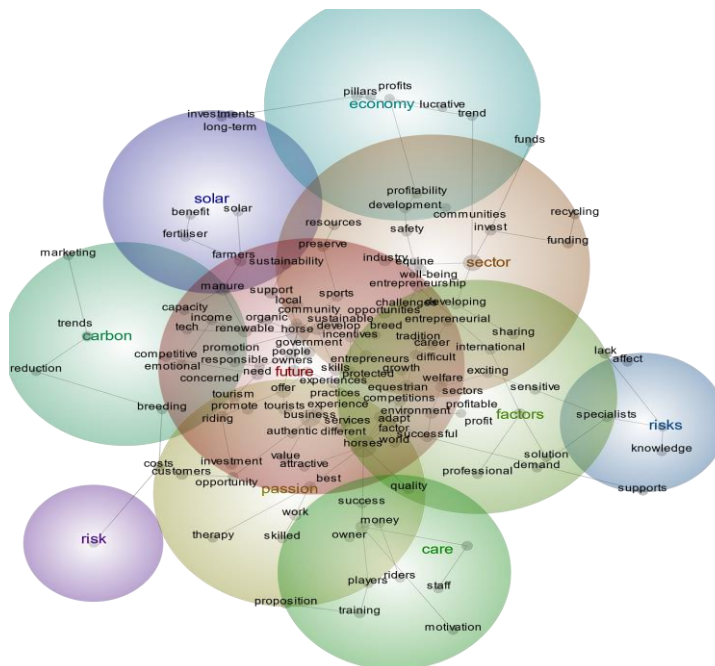 profits
pillars
economy
lucrative
investments
trend
long-term
funds
solar
profitability
benefit
solar
development
communities
recycling
resources
safety
invest
fertiliser
preserve
funding
marketing
farmers
sustainability
industry
equine
sector
well-being
manure
support
sports
entrepreneurship
local
challenges
developing
capacity
community
opportunities
income
organic
sustainable
entrepreneurial
trends
tech
renewable
horse
develop
breed
carbon
incentives
tradition
sharing
government
career
promotion
people
international
lack
competitive
responsible
owners
entrepreneurs
difficult
affect
emotional
need
future
skills
growth
exciting
reduction
concerned
protected
experiences
welfare
offer
equestrian
sectors
sensitive
tourism
practices
competitions
breeding
promote
tourists
experience
environment
profitable
factors
specialists
business
adapt
riding
services
profit
risks
authentic
different
factor
successful
horses
world
knowledge
value
solution
costs
investment
attractive
demand
customers
professional
opportunity
best
passion
quality
supports
success
work
money
therapy
skilled
owner
risk
care
players
riders
staff
proposition
training
motivation